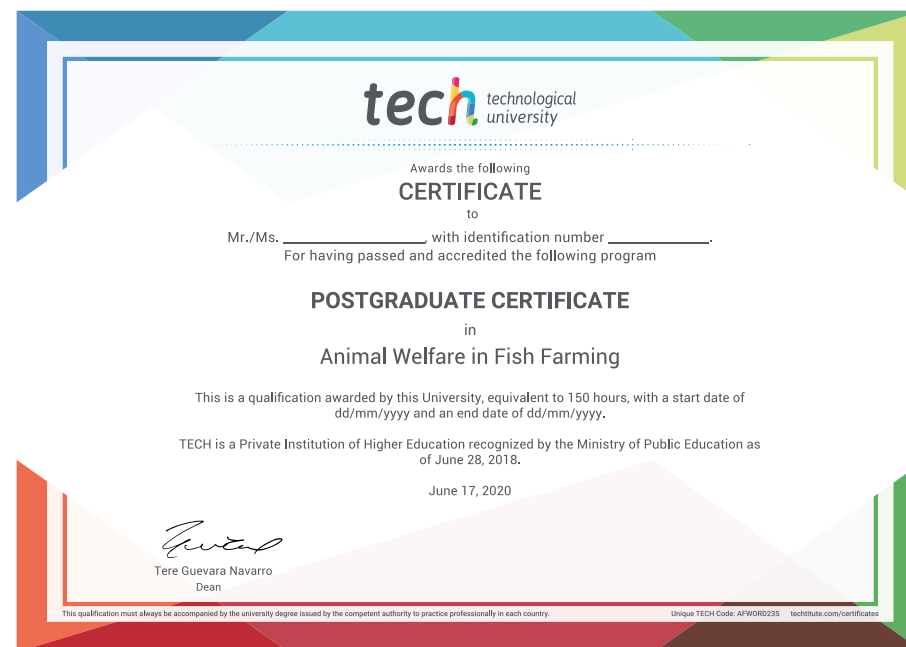 tech technological
university
Awards the following
CERTIFICATE
to
Mr./Ms. _________________, with identification number ____________.
For having passed and accredited the following program
POSTGRADUATE CERTIFICATE
in
Animal Welfare in Fish Farming
This is a qualification awarded by this University, equivalent to 150 hours, with a start date of
dd/mm/yyyy and an end date of dd/mm/yyyy.
TECH is a Private Institution of Higher Education recognized by the Ministry of Public Education as
of June 28, 2018.
June 17, 2020
Tere Guevara Navarro
Dean
This qualification must always be accompanied by the university degree issued by the competent authority to practice professionally in each country. Unique TECH Code: AFWORD23S techtitute.com/certificates